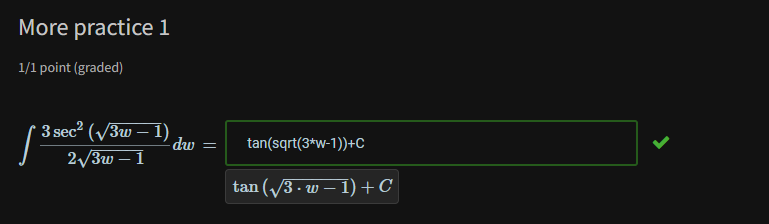 More practice 1
1/1 point (graded)
∫ 3 sec² (√(3w − 1)) / 2√(3w − 1) dw = tan(sqrt(3*w-1))+C
tan (√(3 · w − 1)) + C